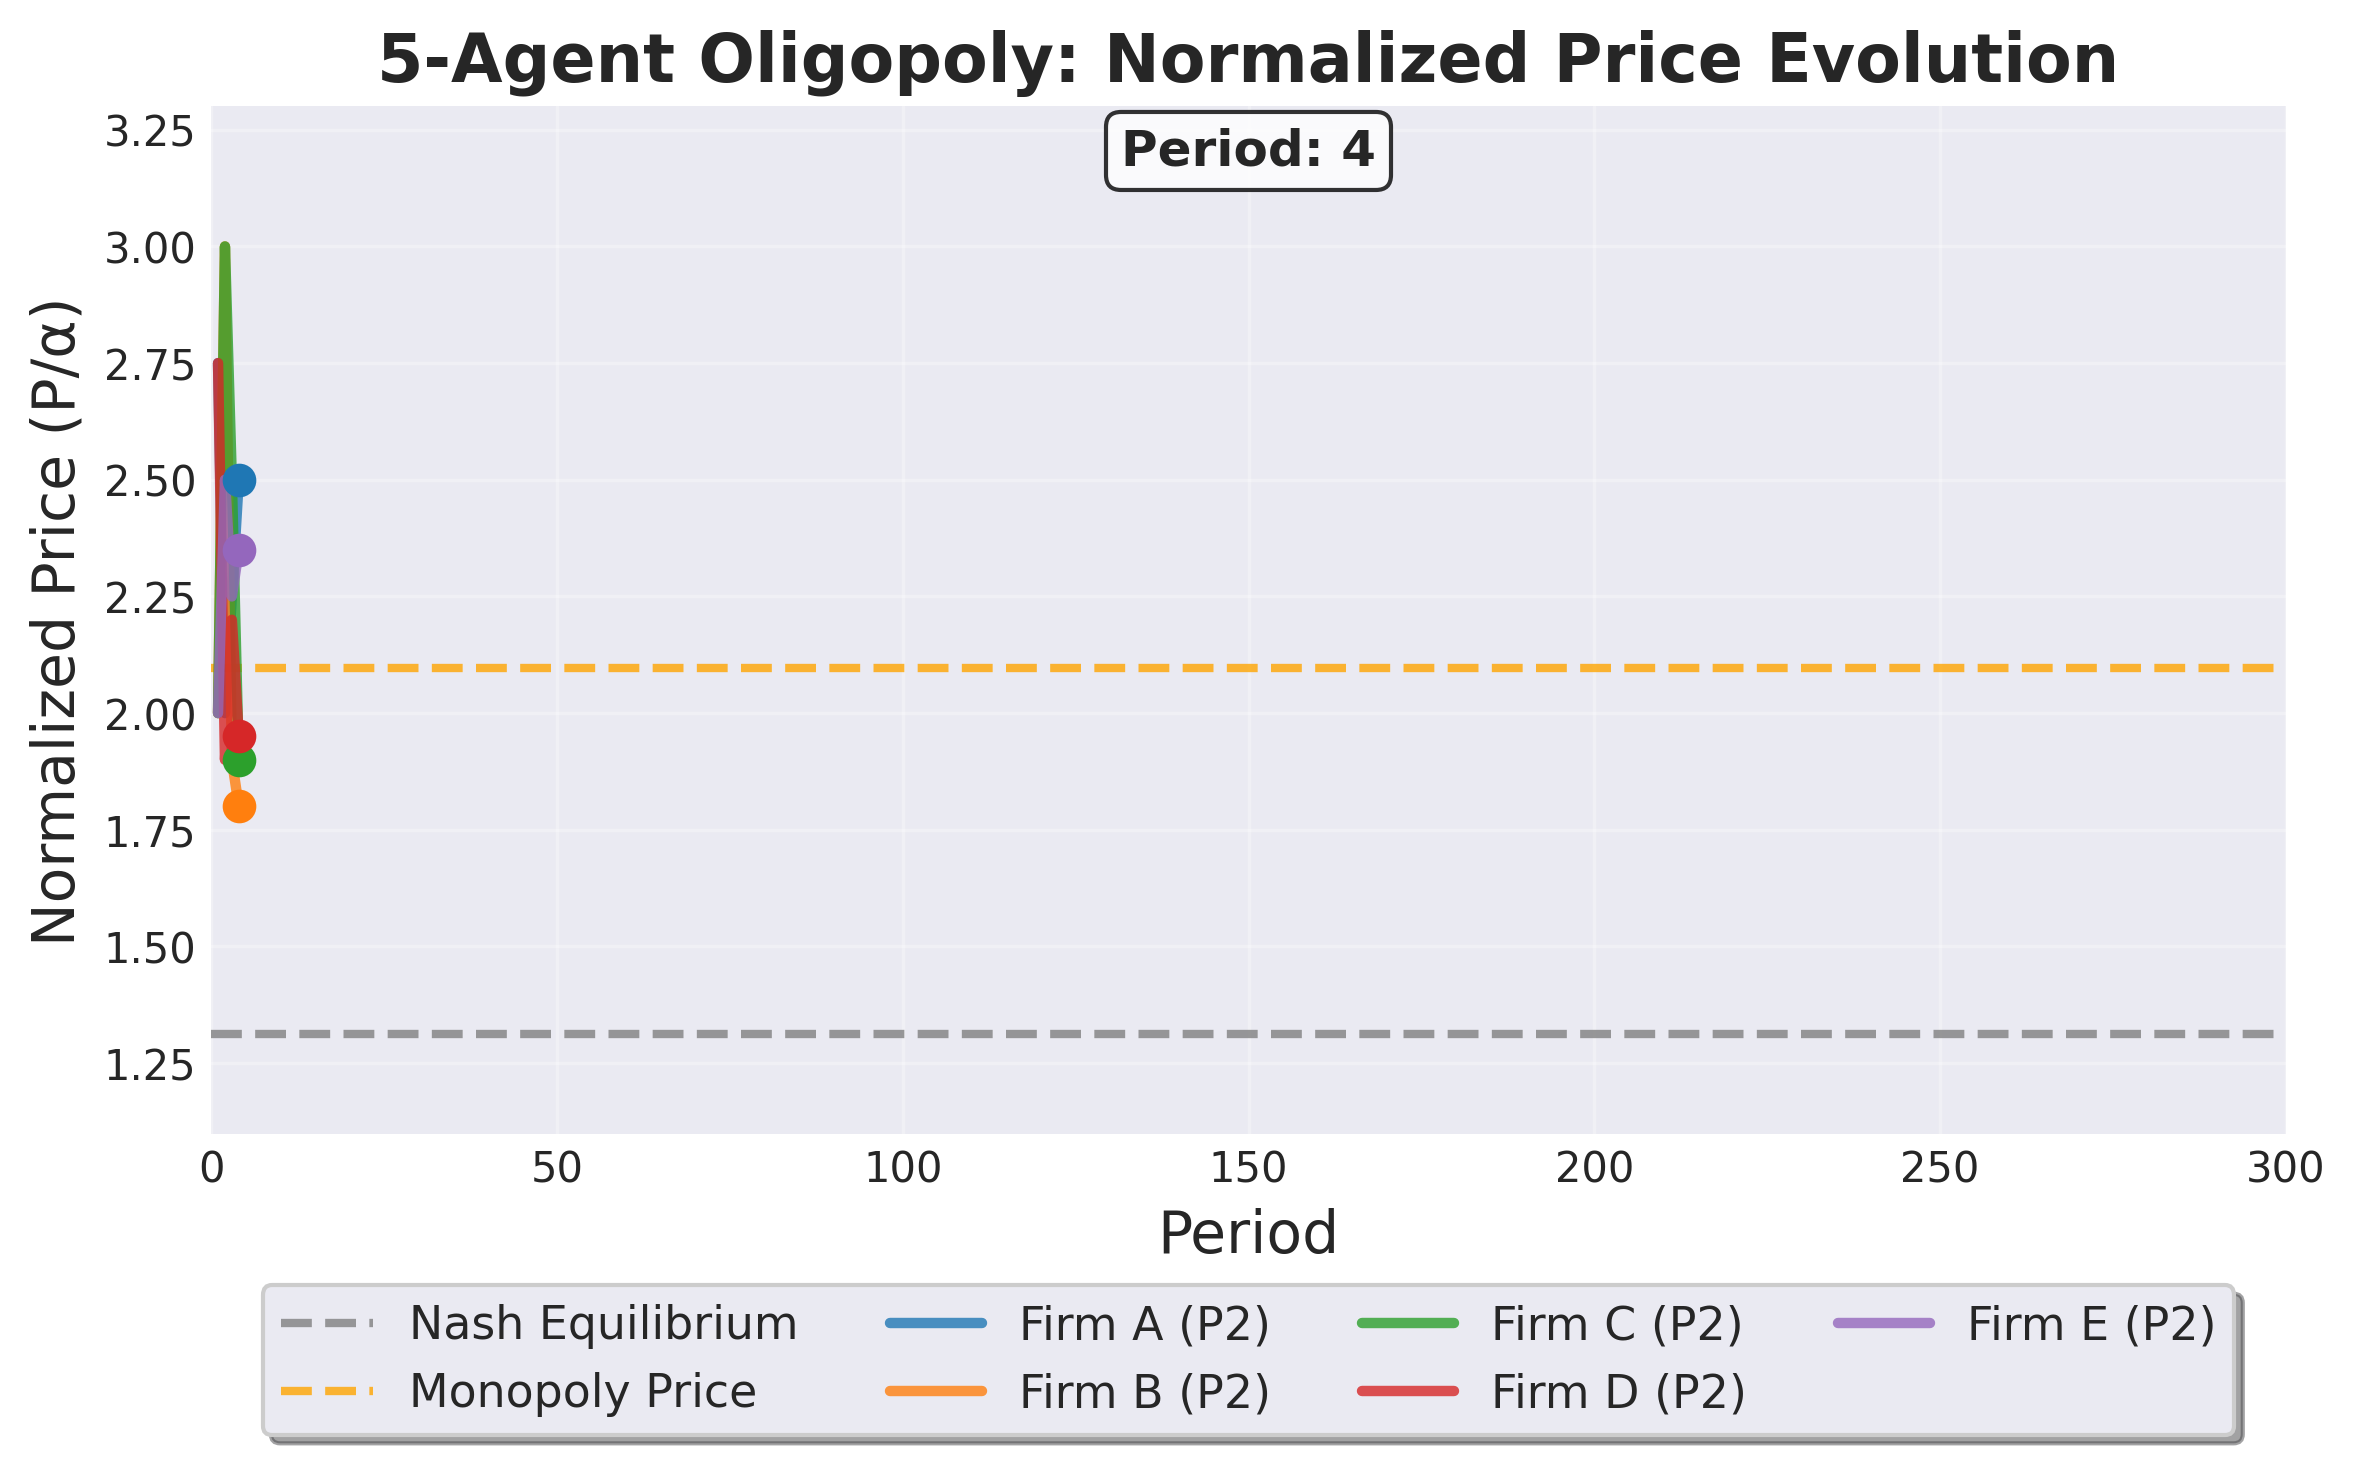 5-Agent Oligopoly: Normalized Price Evolution
Period: 4
Normalized Price (P/α)
3.25
3.00
2.75
2.50
2.25
2.00
1.75
1.50
1.25
0 50 100 150 200 250 300
Period
Nash Equilibrium
Monopoly Price
Firm A (P2)
Firm B (P2)
Firm C (P2)
Firm D (P2)
Firm E (P2)